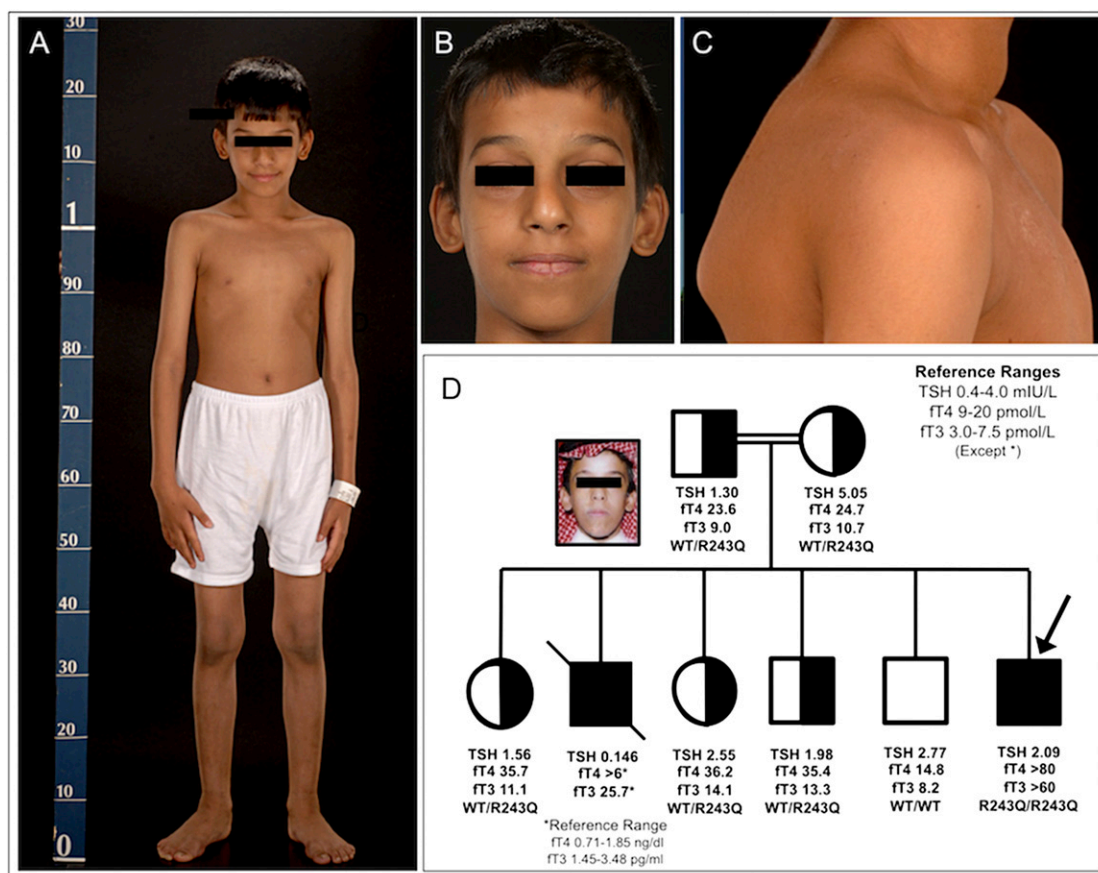 A
30
20
10
1
90
80
70
60
50
40
30
20
10
0
B
C
D
Reference Ranges
TSH 0.4-4.0 mIU/L
fT4 9-20 pmol/L
fT3 3.0-7.5 pmol/L
(Except *)
TSH 1.30
fT4 23.6
fT3 9.0
WT/R243Q
TSH 5.05
fT4 24.7
fT3 10.7
WT/R243Q
TSH 1.56
fT4 35.7
fT3 11.1
WT/R243Q
TSH 0.146
fT4 >6*
fT3 25.7*
*Reference Range
fT4 0.71-1.85 ng/dl
fT3 1.45-3.48 pg/ml
TSH 2.55
fT4 36.2
fT3 14.1
WT/R243Q
TSH 1.98
fT4 35.4
fT3 13.3
WT/R243Q
TSH 2.77
fT4 14.8
fT3 8.2
WT/WT
TSH 2.09
fT4 >80
fT3 >60
R243Q/R243Q